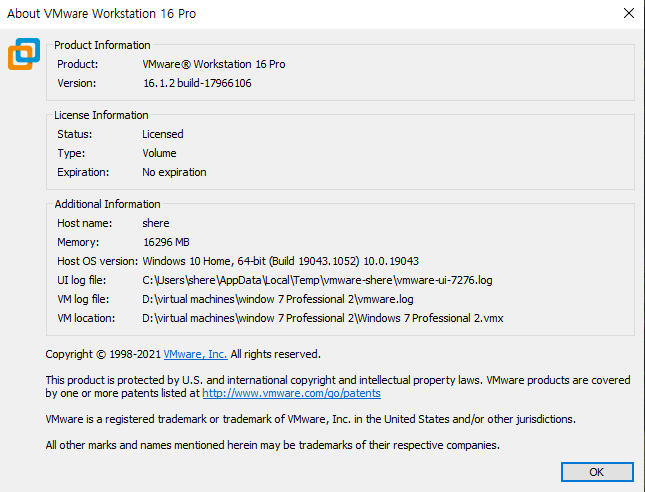 About VMware Workstation 16 Pro
Product Information
Product: VMware® Workstation 16 Pro
Version: 16.1.2 build-17966106
License Information
Status: Licensed
Type: Volume
Expiration: No expiration
Additional Information
Host name: shere
Memory: 16296 MB
Host OS version: Windows 10 Home, 64-bit (Build 19043.1052) 10.0.19043
UI log file: C:\Users\shere\AppData\Local\Temp\vmware-shere\vmware-ui-7276.log
VM log file: D:\virtual machines\window 7 Professional 2\vmware.log
VM location: D:\virtual machines\window 7 Professional 2\Windows 7 Professional 2.vmx
Copyright © 1998-2021 VMware, Inc. All rights reserved.
This product is protected by U.S. and international copyright and intellectual property laws. VMware products are covered
by one or more patents listed at http://www.vmware.com/go/patents
VMware is a registered trademark or trademark of VMware, Inc. in the United States and/or other jurisdictions.
All other marks and names mentioned herein may be trademarks of their respective companies.
OK